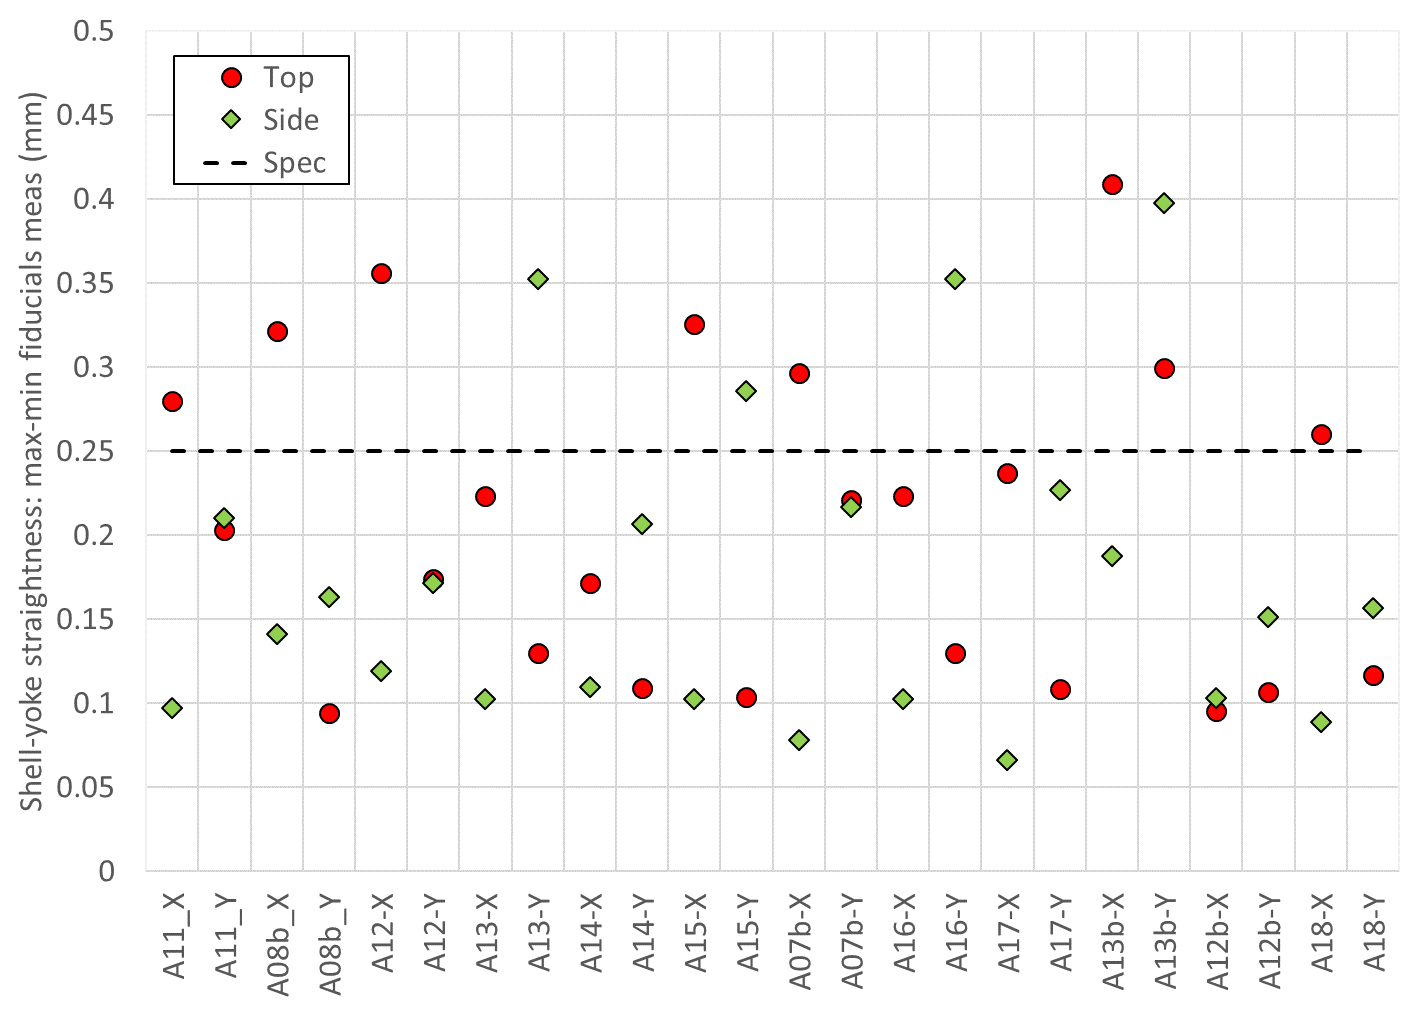 Shell-yoke straightness: max-min fiducials meas (mm)
0.5
0.45
0.4
0.35
0.3
0.25
0.2
0.15
0.1
0.05
0
Top
Side
Spec
A11_X
A11_Y
A08b_X
A08b_Y
A12-X
A12-Y
A13-X
A13-Y
A14-X
A14-Y
A15-X
A15-Y
A07b-X
A07b-Y
A16-X
A16-Y
A17-X
A17-Y
A13b-X
A13b-Y
A12b-X
A12b-Y
A18-X
A18-Y